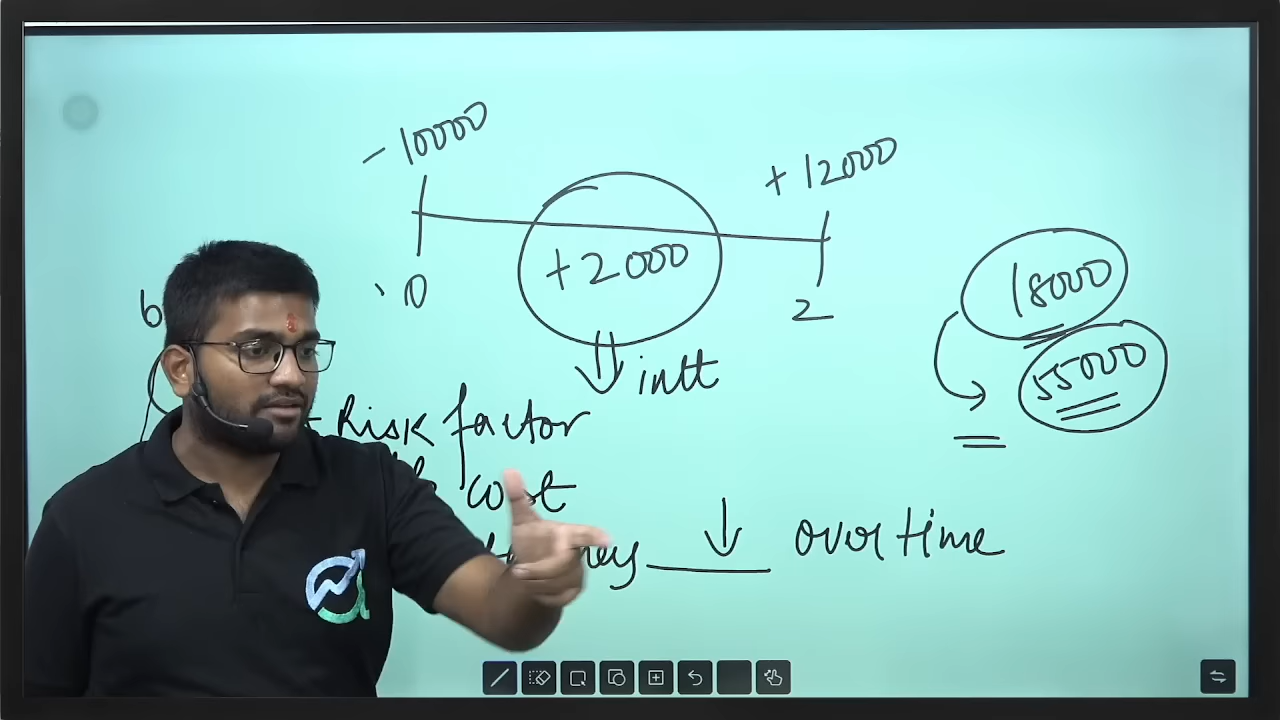 - 10000
+ 12000
+ 2000
0
2
18000
55000
intt
Risk factor
cost
over time